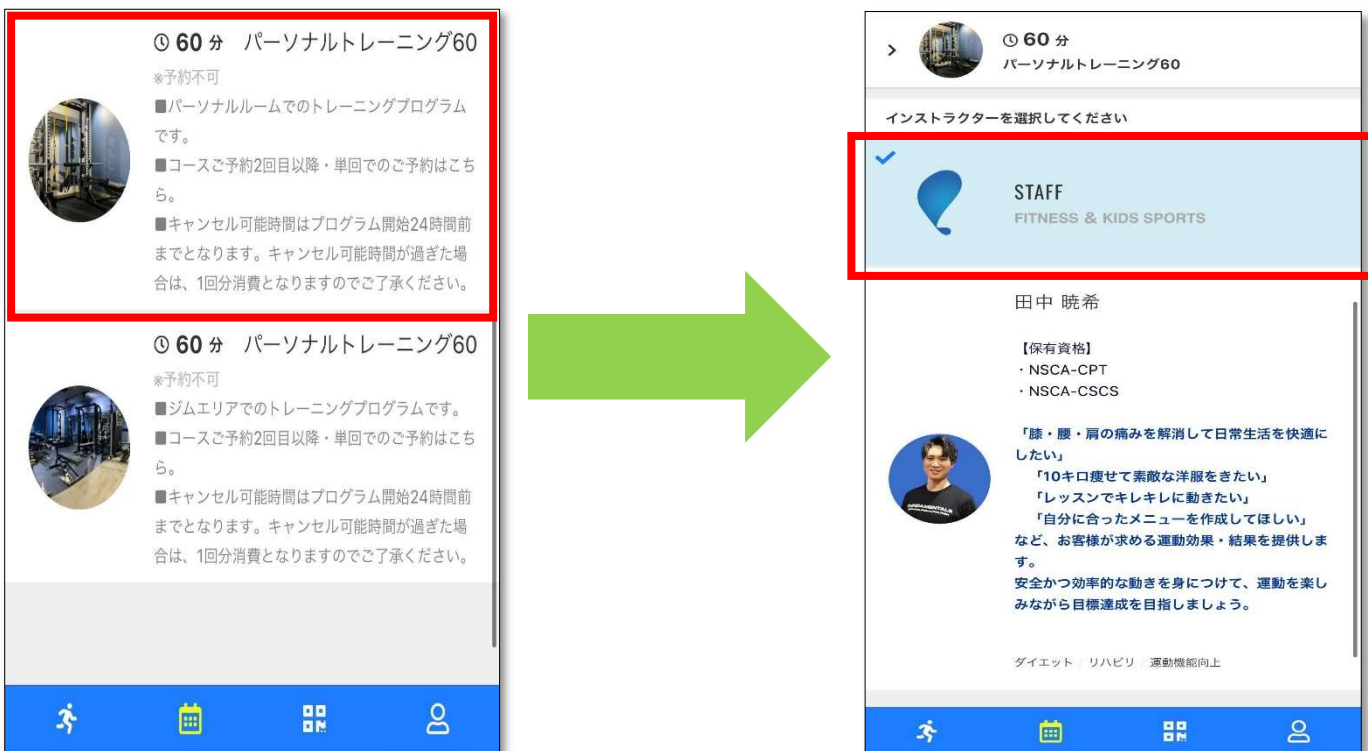 60 分 パーソナルトレーニング60
※予約不可
■パーソナルルームでのトレーニングプログラム
です。
■コースご予約2回目以降・単回でのご予約はこち
ら。
■キャンセル可能時間はプログラム開始24時間前
までとなります。キャンセル可能時間が過ぎた場
合は、1回分消費となりますのでご了承ください。
60 分 パーソナルトレーニング60
※予約不可
■ジムエリアでのトレーニングプログラムです。
■コースご予約2回目以降・単回でのご予約はこち
ら。
■キャンセル可能時間はプログラム開始24時間前
までとなります。キャンセル可能時間が過ぎた場
合は、1回分消費となりますのでご了承ください。
60 分
パーソナルトレーニング60
インストラクターを選択してください
STAFF
FITNESS & KIDS SPORTS
田中 暁希
【保有資格】
・NSCA-CPT
・NSCA-CSCS
「膝・腰・肩の痛みを解消して日常生活を快適に
したい」
「10キロ痩せて素敵な洋服をきたい」
「レッスンでキレキレに動きたい」
「自分に合ったメニューを作成してほしい」
など、お客様が求める運動効果・結果を提供しま
す。
安全かつ効率的な動きを身につけて、運動を楽し
みながら目標達成を目指しましょう。
ダイエット / リハビリ / 運動機能向上